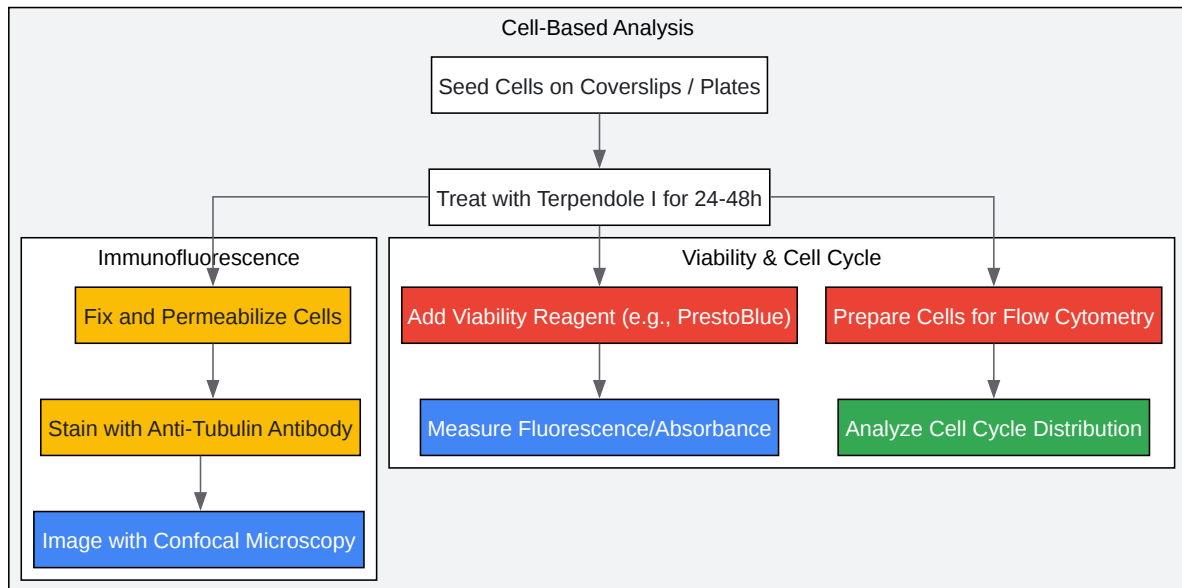 Cell-Based Analysis
Seed Cells on Coverslips / Plates
Treat with Terpendole I for 24-48h
Immunofluorescence
Fix and Permeabilize Cells
Stain with Anti-Tubulin Antibody
Image with Confocal Microscopy
Viability & Cell Cycle
Add Viability Reagent (e.g., PrestoBlue)
Measure Fluorescence/Absorbance
Prepare Cells for Flow Cytometry
Analyze Cell Cycle Distribution